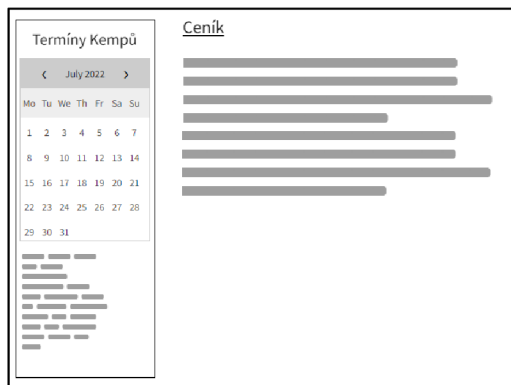 Termíny Kempů
❮ July 2022 ❯
Mo Tu We Th Fr Sa Su
1 2 3 4 5 6 7
8 9 10 11 12 13 14
15 16 17 18 19 20 21
22 23 24 25 26 27 28
29 30 31
Ceník